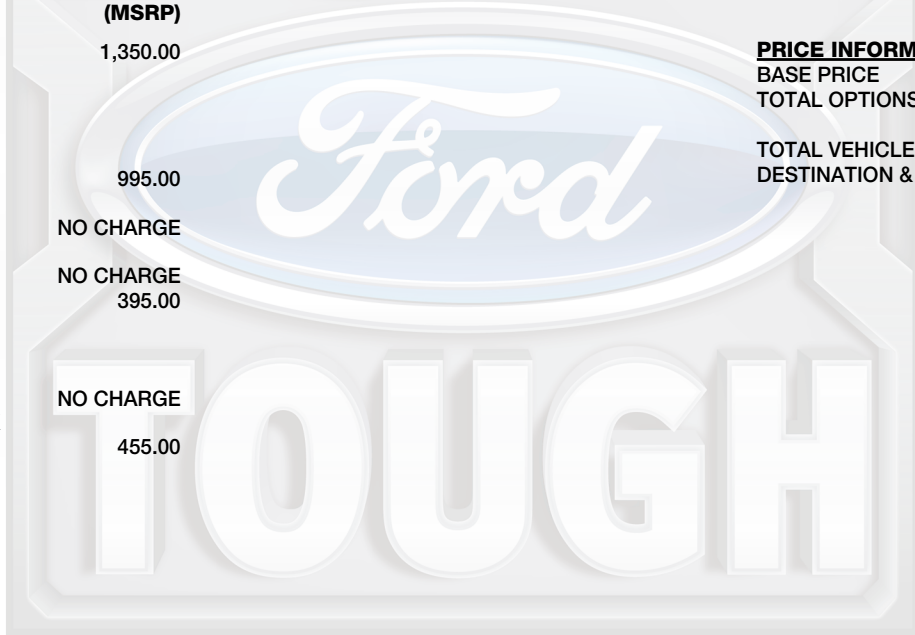 (MSRP)
1,350.00
995.00
NO CHARGE
NO CHARGE
395.00
NO CHARGE
455.00
PRICE INFORM
BASE PRICE
TOTAL OPTIONS
TOTAL VEHICLE
DESTINATION &
Ford
TOUGH